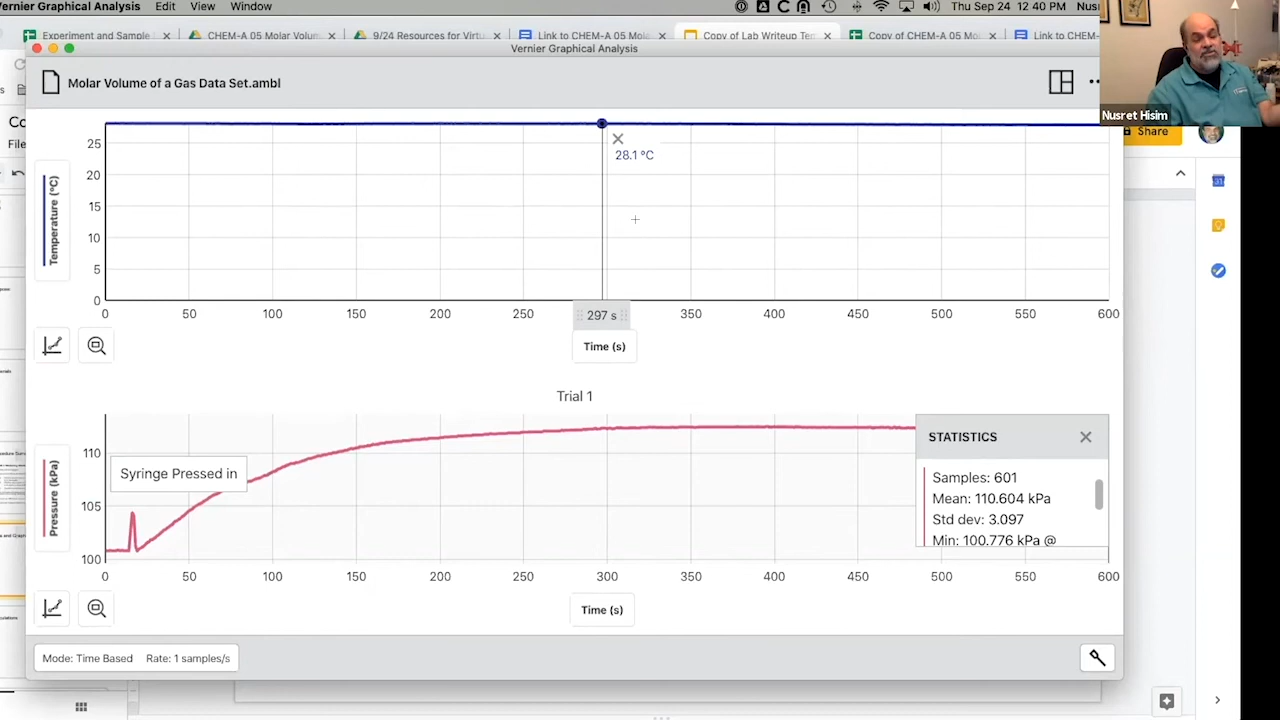 Vernier Graphical Analysis Edit View Window
Thu Sep 24 12:40 PM
Experiment and Sample
CHEM-A 05 Molar Volum
9/24 Resources for Virtu
Link to CHEM-A 05 Mola
Copy of Lab Writeup Tem
Copy of CHEM-A 05 M
Link to CHEM-
Vernier Graphical Analysis
Molar Volume of a Gas Data Set.ambl
Nusret Hisim
Share
File
Temperature (°C)
25
20
15
10
5
0
28.1 °C
0 50 100 150 200 250 297 s 350 400 450 500 550 600
Time (s)
Trial 1
Pressure (kPa)
110
105
100
Syringe Pressed in
STATISTICS
Samples: 601
Mean: 110.604 kPa
Std dev: 3.097
Min: 100.776 kPa @
0 50 100 150 200 250 300 350 400 450 500 550 600
Time (s)
Mode: Time Based Rate: 1 samples/s